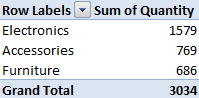 Row Labels Sum of Quantity
Electronics 1579
Accessories 769
Furniture 686
Grand Total 3034